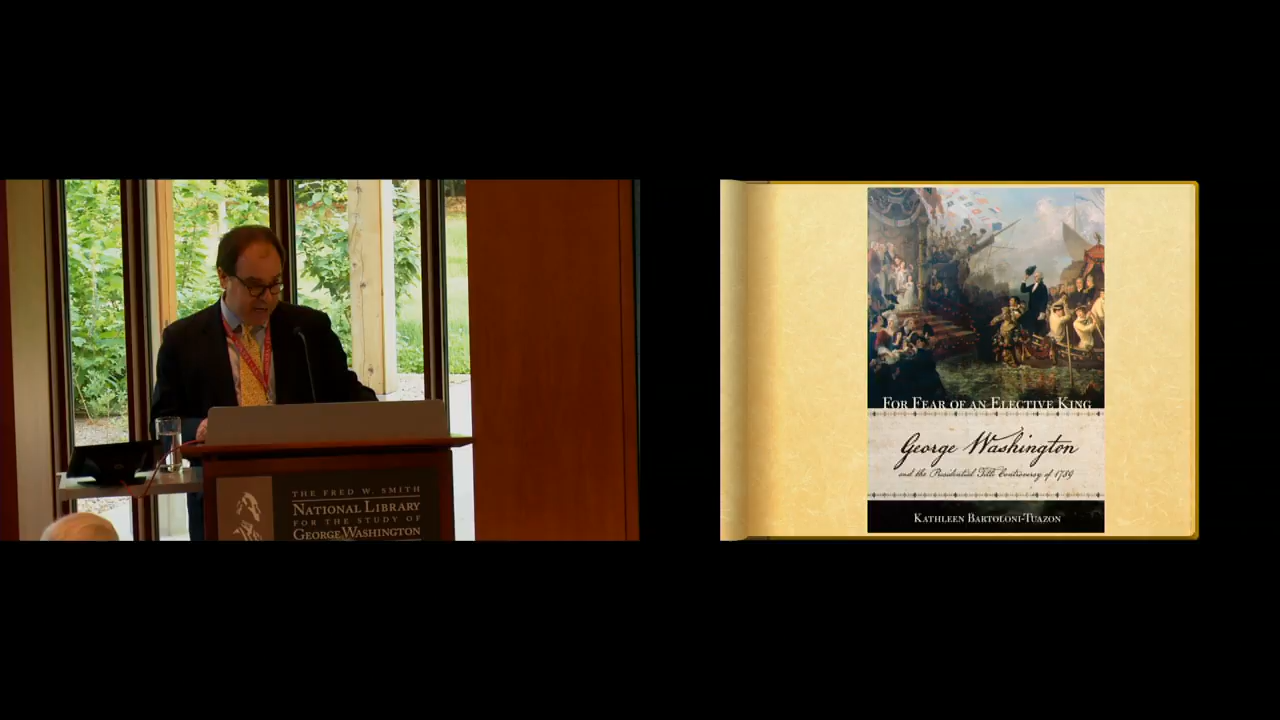 THE FRED W. SMITH
NATIONAL LIBRARY
FOR THE STUDY OF
GEORGE WASHINGTON
FOR FEAR OF AN ELECTIVE KING
George Washington
and the Presidential Title Controversy of 1789
KATHLEEN BARTOLONI-TUAZON